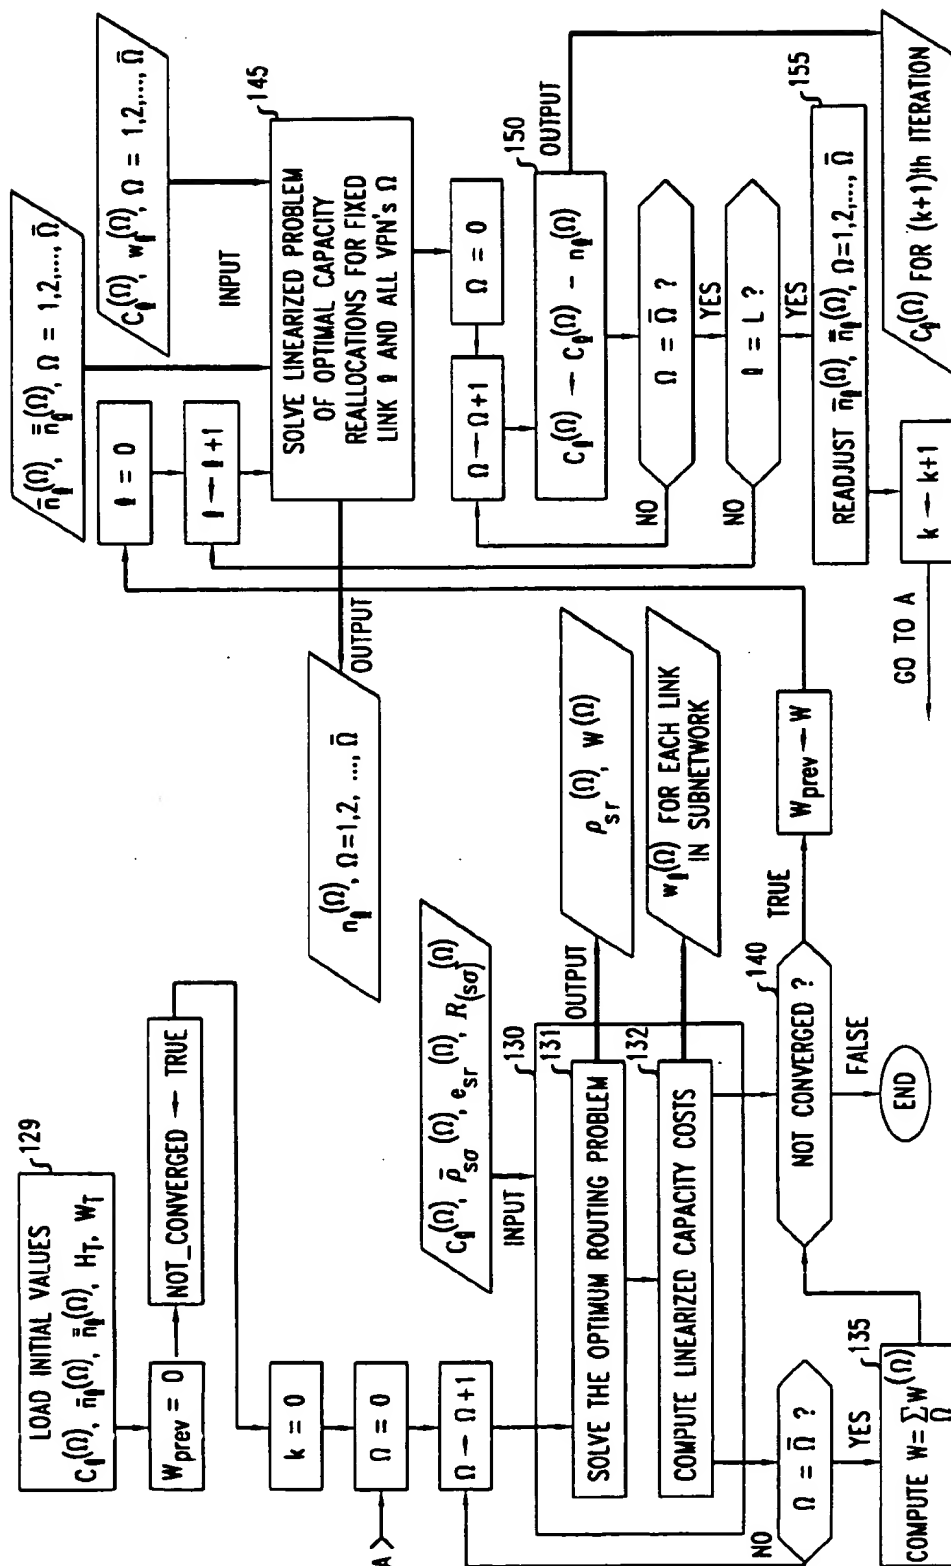 LOAD INITIAL VALUES
C_ℓ^(Ω), n̄_ℓ^(Ω), n̿_ℓ^(Ω), H_T, W_T
129
W_prev = 0
NOT_CONVERGED ← TRUE
k = 0
A
Ω = 0
Ω → Ω+1
C_ℓ^(Ω), ρ̄_sσ^(Ω), e_sr^(Ω), R_(sσ)^(Ω)
INPUT
130
131
SOLVE THE OPTIMUM ROUTING PROBLEM
OUTPUT
ρ_sr^(Ω), W^(Ω)
132
COMPUTE LINEARIZED CAPACITY COSTS
w_ℓ^(Ω) FOR EACH LINK
IN SUBNETWORK
Ω = Ω̄ ?
NO
YES
135
COMPUTE W = Σ_Ω W^(Ω)
140
NOT CONVERGED ?
FALSE
END
TRUE
W_prev ← W
n̄_ℓ^(Ω), n̿_ℓ^(Ω), Ω = 1,2,..., Ω̄
C_ℓ^(Ω), w_ℓ^(Ω), Ω = 1,2,..., Ω̄
INPUT
ℓ = 0
ℓ → ℓ+1
145
SOLVE LINEARIZED PROBLEM
OF OPTIMAL CAPACITY
REALLOCATIONS FOR FIXED
LINK ℓ AND ALL VPN's Ω
OUTPUT
n_ℓ^(Ω), Ω=1,2, ..., Ω̄
Ω = 0
Ω → Ω+1
150
C_ℓ^(Ω) → C_ℓ^(Ω) - n_ℓ^(Ω)
OUTPUT
C_ℓ^(Ω) FOR (k+1)th ITERATION
Ω = Ω̄ ?
NO
YES
ℓ = L ?
NO
YES
155
READJUST n̄_ℓ^(Ω), n̿_ℓ^(Ω), Ω=1,2,..., Ω̄
k → k+1
GO TO A